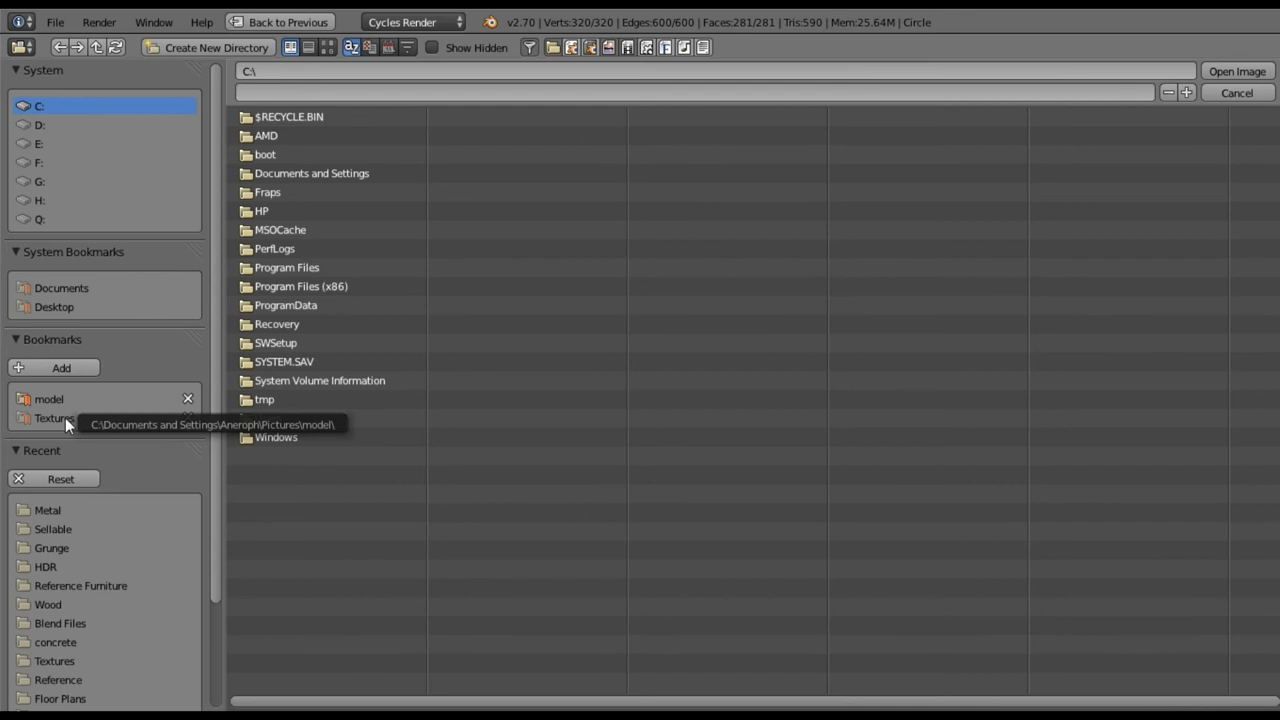 File Render Window Help Back to Previous Cycles Render v2.70 | Verts:320/320 | Edges:600/600 | Faces:281/281 | Tris:590 | Mem:25.64M | Circle
Create New Directory Show Hidden
System
C:
D:
E:
F:
G:
H:
Q:
System Bookmarks
Documents
Desktop
Bookmarks
Add
model
Textures
C:\Documents and Settings\Aneroph\Pictures\model\
Recent
Reset
Metal
Sellable
Grunge
HDR
Reference Furniture
Wood
Blend Files
concrete
Textures
Reference
Floor Plans
C:\ Open Image
Cancel
$RECYCLE.BIN
AMD
boot
Documents and Settings
Fraps
HP
MSOCache
PerfLogs
Program Files
Program Files (x86)
ProgramData
Recovery
SWSetup
SYSTEM.SAV
System Volume Information
tmp
Windows